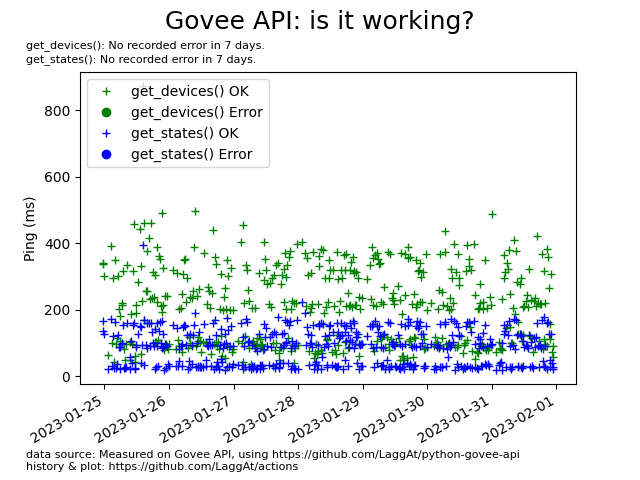 Govee API: is it working?
get_devices(): No recorded error in 7 days.
get_states(): No recorded error in 7 days.
get_devices() OK
get_devices() Error
get_states() OK
get_states() Error
Ping (ms)
800
600
400
200
0
2023-01-25
2023-01-26
2023-01-27
2023-01-28
2023-01-29
2023-01-30
2023-01-31
2023-02-01
data source: Measured on Govee API, using https://github.com/LaggAt/python-govee-api
history & plot: https://github.com/LaggAt/actions